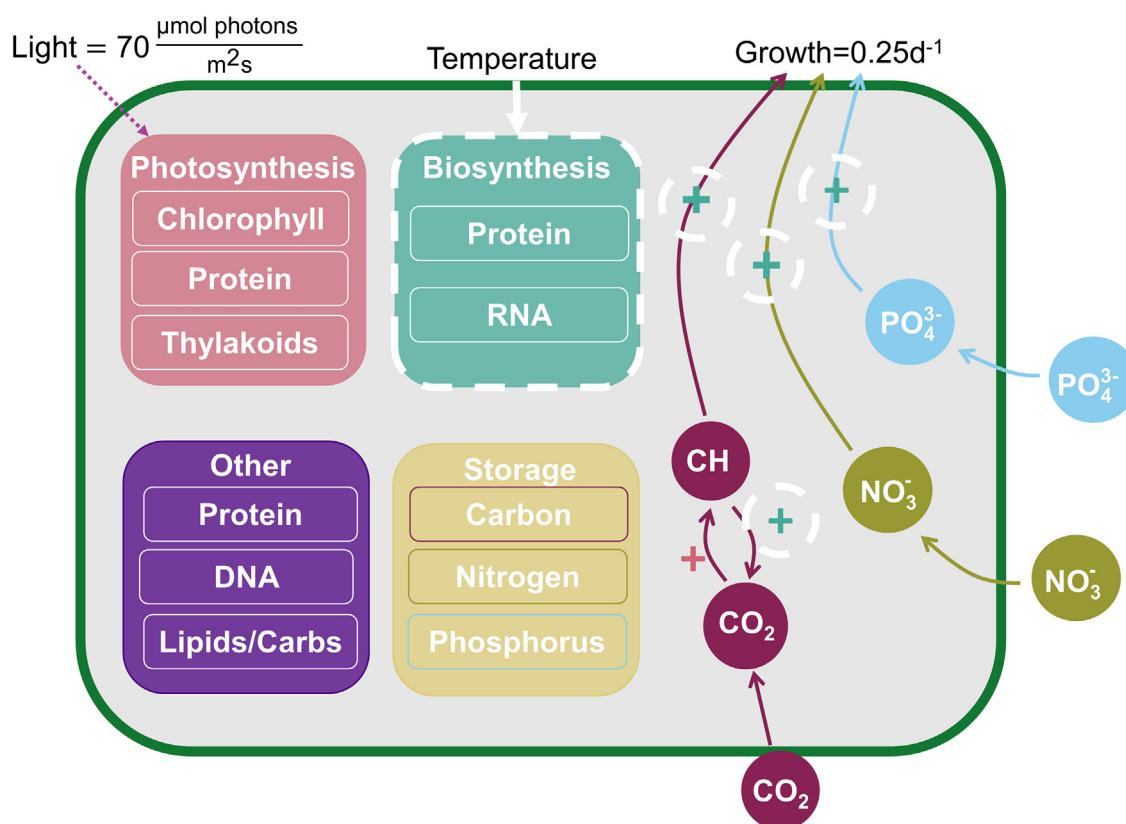 Light = 70 μmol photons / m²s
Temperature
Growth=0.25d⁻¹
Photosynthesis
Chlorophyll
Protein
Thylakoids
Biosynthesis
Protein
RNA
+
+
+
PO₄³⁻
PO₄³⁻
Other
Protein
DNA
Lipids/Carbs
Storage
Carbon
Nitrogen
Phosphorus
CH
+
+
CO₂
CO₂
NO₃⁻
NO₃⁻